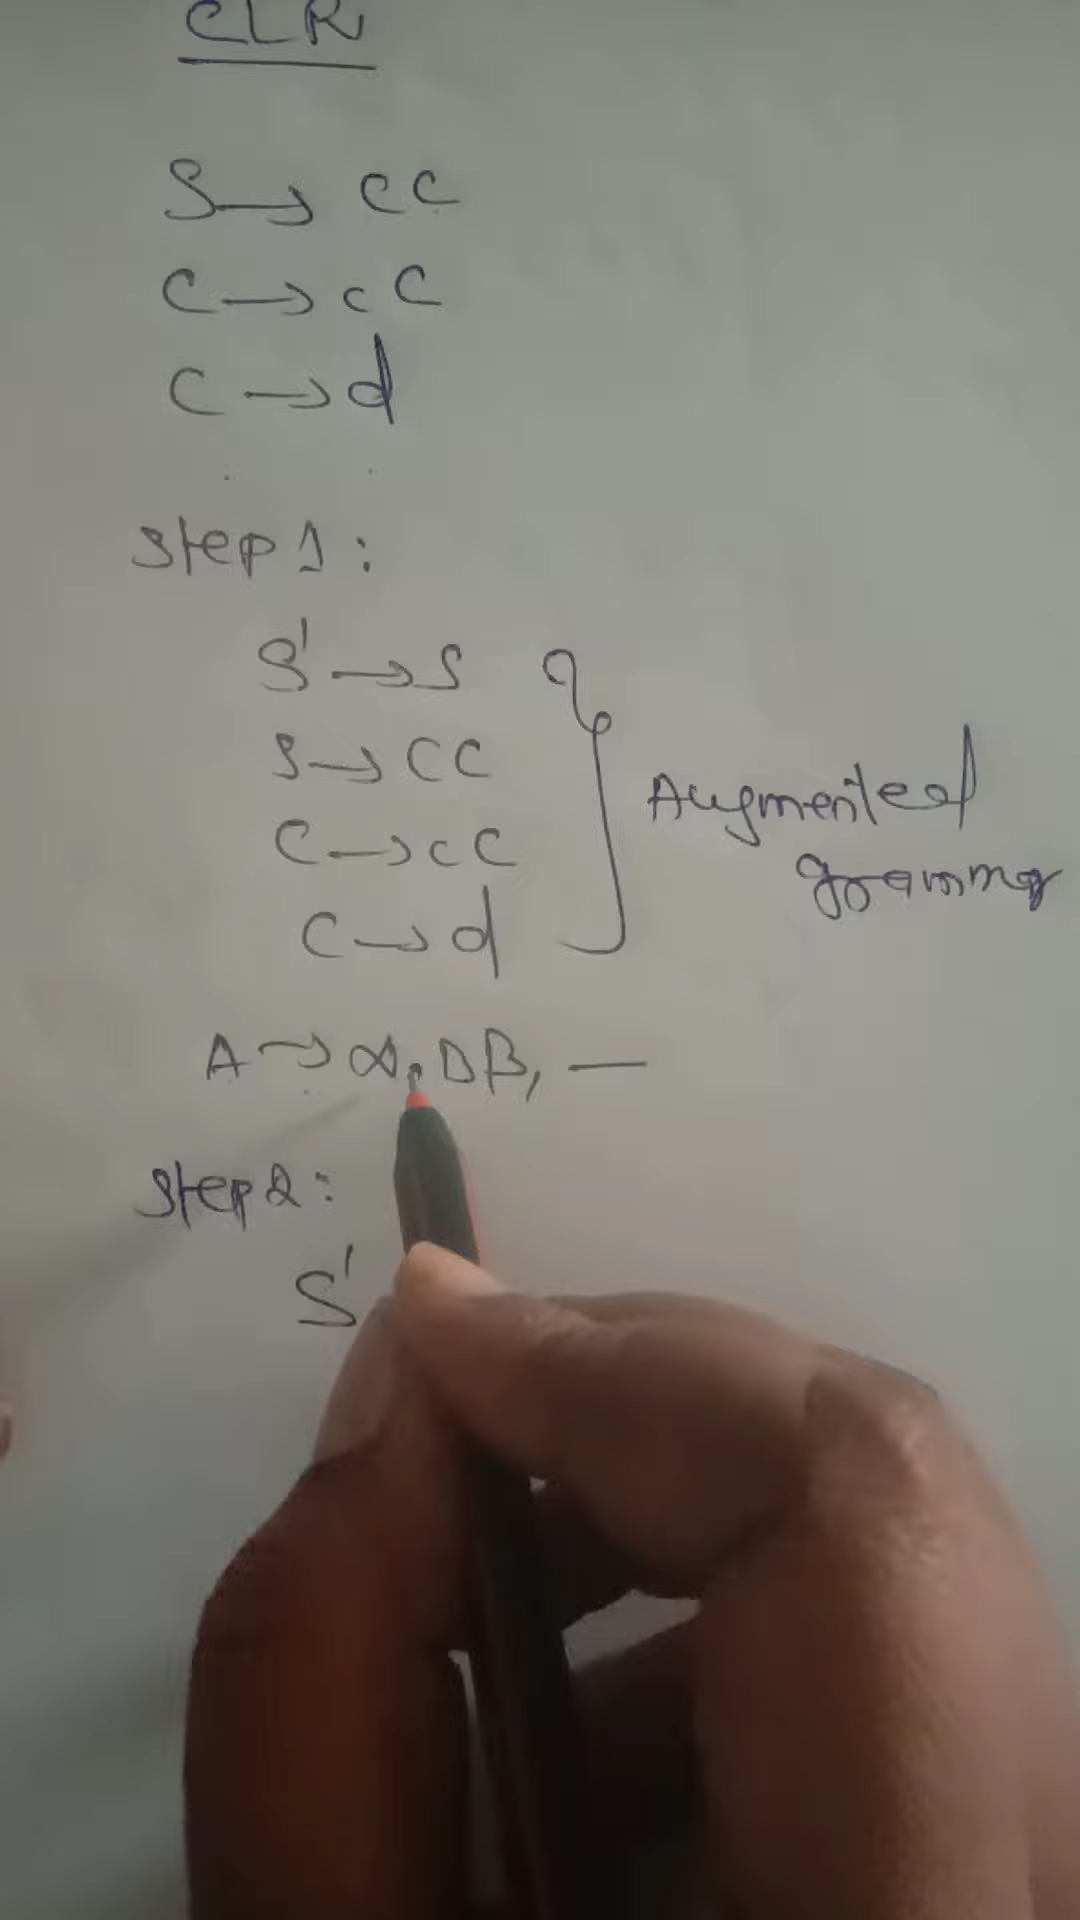 CLR
S → CC
C → cC
C → d
Step 1:
S' → S
S → CC
C → cC
C → d
Augmented
grammar
A → α.Bβ, —
Step 2:
S'